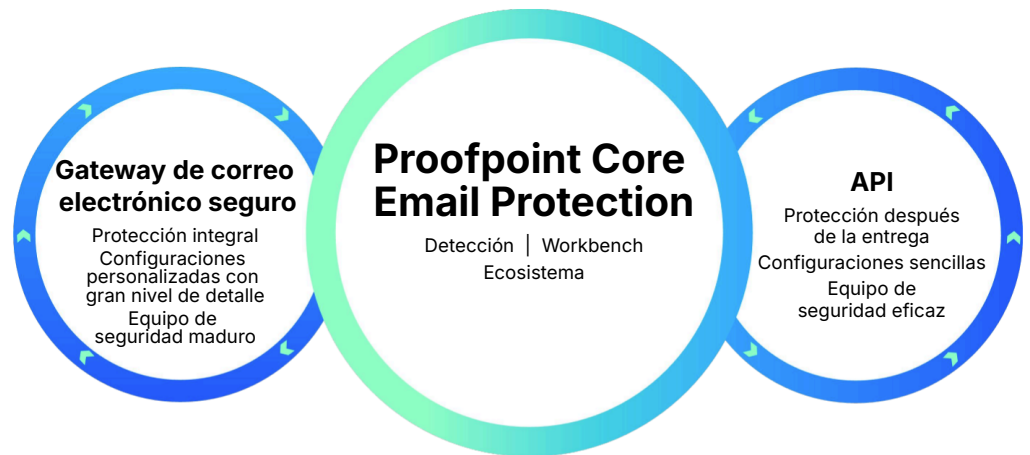 Gateway de correo
electrónico seguro
Protección integral
Configuraciones
personalizadas con
gran nivel de detalle
Equipo de
seguridad maduro
Proofpoint Core
Email Protection
Detección | Workbench
Ecosistema
API
Protección después
de la entrega
Configuraciones sencillas
Equipo de
seguridad eficaz